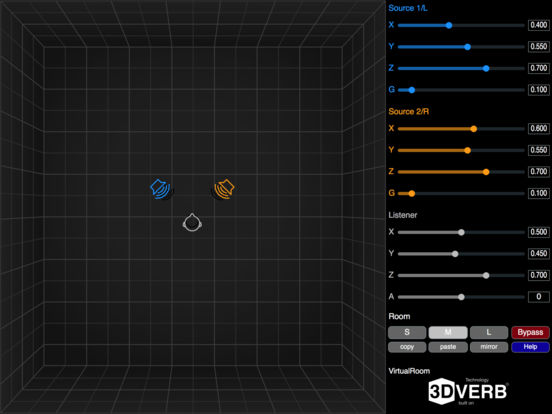 Source 1/L
X 0.400
Y 0.550
Z 0.700
G 0.100
Source 2/R
X 0.600
Y 0.550
Z 0.700
G 0.100
Listener
X 0.500
Y 0.450
Z 0.700
A 0
Room
S M L Bypass
copy paste mirror Help
VirtualRoom
Technology
3DVERB®
built on